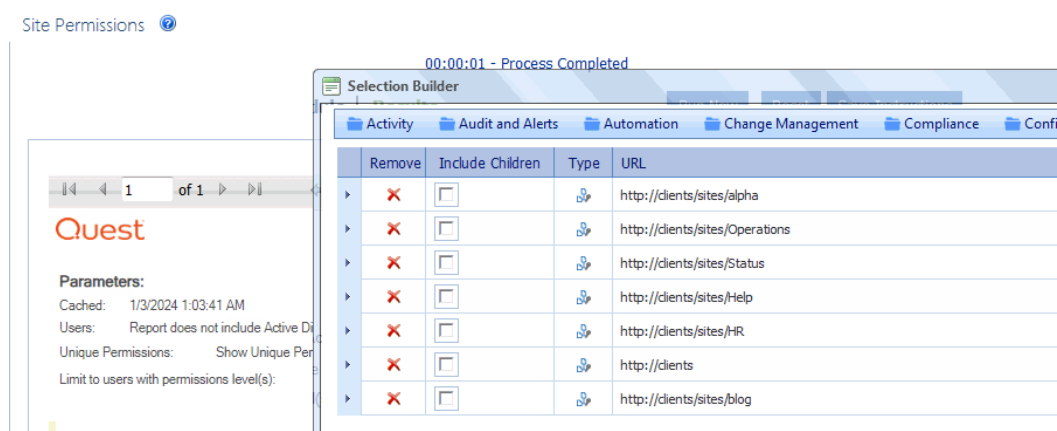 Site Permissions
00:00:01 - Process Completed
Selection Builder
Activity Audit and Alerts Automation Change Management Compliance
Remove Include Children Type URL
1 of 1
http://clients/sites/alpha
http://clients/sites/Operations
http://clients/sites/Status
http://clients/sites/Help
http://clients/sites/HR
http://clients
http://clients/sites/blog
Quest
Parameters:
Cached: 1/3/2024 1:03:41 AM
Users: Report does not include Active Di
Unique Permissions: Show Unique Per
Limit to users with permissions level(s):